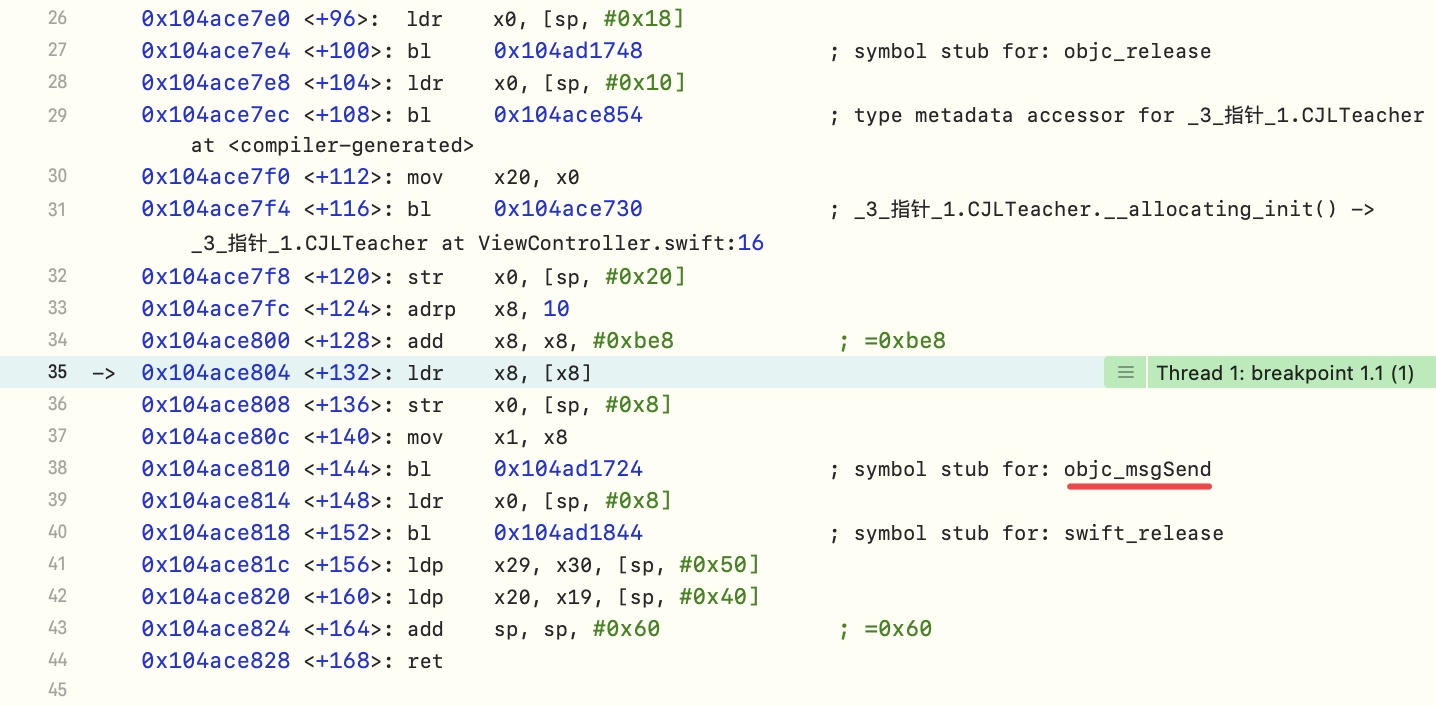 26 0x104ace7e0 <+96>: ldr x0, [sp, #0x18]
27 0x104ace7e4 <+100>: bl 0x104ad1748 ; symbol stub for: objc_release
28 0x104ace7e8 <+104>: ldr x0, [sp, #0x10]
29 0x104ace7ec <+108>: bl 0x104ace854 ; type metadata accessor for _3_指针_1.CJLTeacher
at <compiler-generated>
30 0x104ace7f0 <+112>: mov x20, x0
31 0x104ace7f4 <+116>: bl 0x104ace730 ; _3_指针_1.CJLTeacher.__allocating_init() ->
_3_指针_1.CJLTeacher at ViewController.swift:16
32 0x104ace7f8 <+120>: str x0, [sp, #0x20]
33 0x104ace7fc <+124>: adrp x8, 10
34 0x104ace800 <+128>: add x8, x8, #0xbe8 ; =0xbe8
35 -> 0x104ace804 <+132>: ldr x8, [x8] Thread 1: breakpoint 1.1 (1)
36 0x104ace808 <+136>: str x0, [sp, #0x8]
37 0x104ace80c <+140>: mov x1, x8
38 0x104ace810 <+144>: bl 0x104ad1724 ; symbol stub for: objc_msgSend
39 0x104ace814 <+148>: ldr x0, [sp, #0x8]
40 0x104ace818 <+152>: bl 0x104ad1844 ; symbol stub for: swift_release
41 0x104ace81c <+156>: ldp x29, x30, [sp, #0x50]
42 0x104ace820 <+160>: ldp x20, x19, [sp, #0x40]
43 0x104ace824 <+164>: add sp, sp, #0x60 ; =0x60
44 0x104ace828 <+168>: ret
45